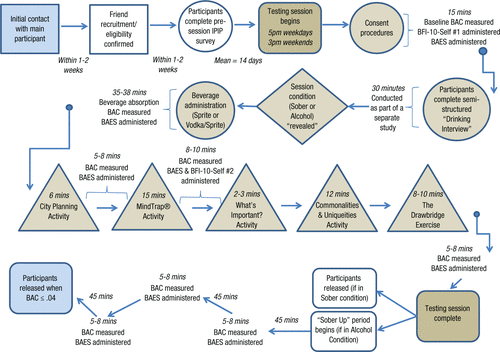 Initial contact with
main participant
Within 1-2
weeks
Friend
recruitment/
eligibility
confirmed
Within 1-2
weeks
Participants
complete pre-
session IPIP
survey
Mean = 14 days
Testing session
begins
5pm weekdays
3pm weekends
Consent
procedures
15 mins
Baseline BAC measured
BFI-10-Self #1 administered
BAES administered
35-38 mins
Beverage absorption
BAC measured
BAES administered
Beverage
administration
(Sprite or
Vodka/Sprite)
Session
condition
(Sober or
Alcohol)
“revealed”
30 minutes
Conducted
as part of a
separate
study
Participants
complete semi-
structured
“Drinking
Interview”
5-8 mins
BAC measured
BAES administered
8-10 mins
BAC measured
BAES & BFI-10-Self #2
administered
6 mins
City Planning
Activity
15 mins
MindTrap®
Activity
2-3 mins
What's
Important?
Activity
12 mins
Commonalities
& Uniquities
Activity
8-10 mins
The
Drawbridge
Exercise
5-8 mins
BAC measured
BAES administered
Participants
released when
BAC ≤ .04
45 mins
5-8 mins
BAC measured
BAES administered
5-8 mins
BAC measured
BAES administered
45 mins
5-8 mins
BAC measured
BAES administered
45 mins
Participants
released (if in
Sober condition)
“Sober Up” period
begins (if in Alcohol
Condition)
Testing session
complete